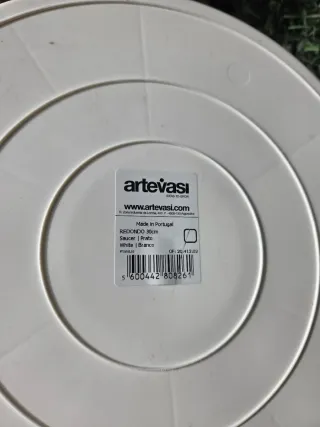 artevasi
www.artevasi.com
Made in Portugal
REDONDO 30cm
Saucer | Prato
White | Branco
5 600442 808261